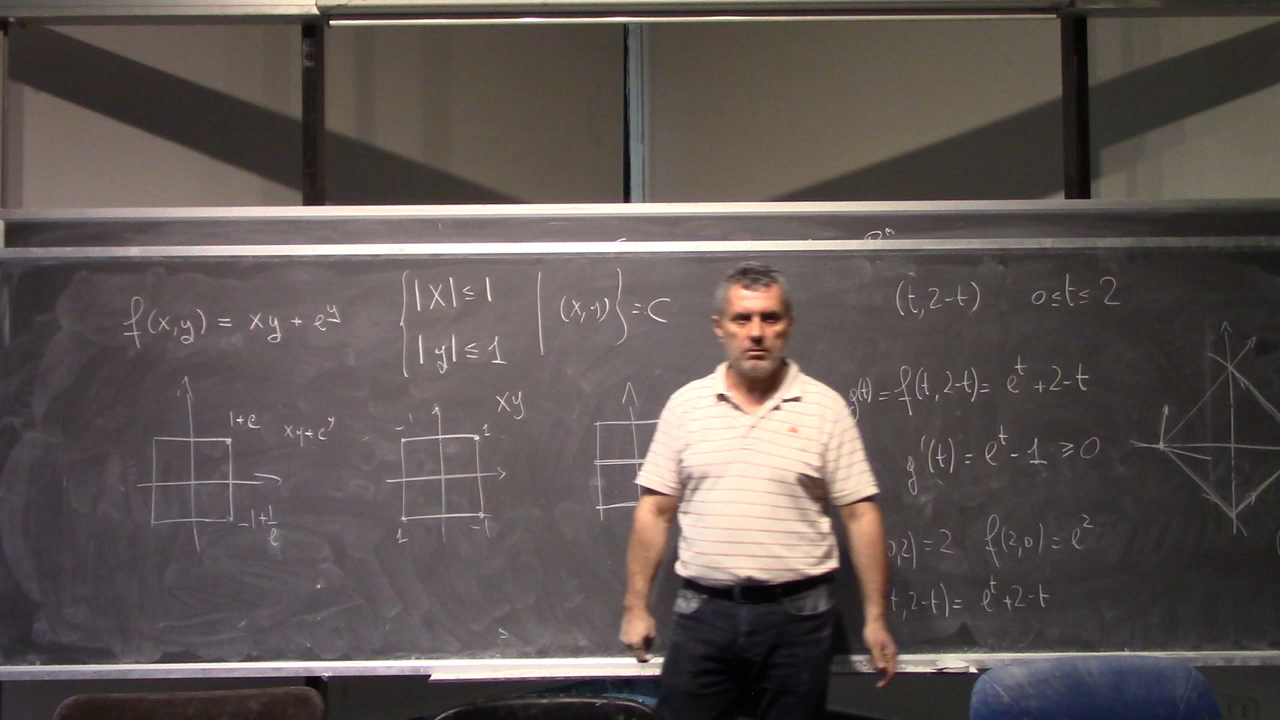 f(x,y) = xy + e^y
{ |x| ≤ 1
|y| ≤ 1 | (x,y) } = C
1+e
xy+e^y
-1+1/e
xy
-1
1
1
-1
(t,2-t) 0≤t≤2
g(t) = f(t,2-t) = e^t+2-t
g'(t) = e^t-1 ≥0
0,2)=2 f(2,0)=e^2
t,2-t)= e^t+2-t